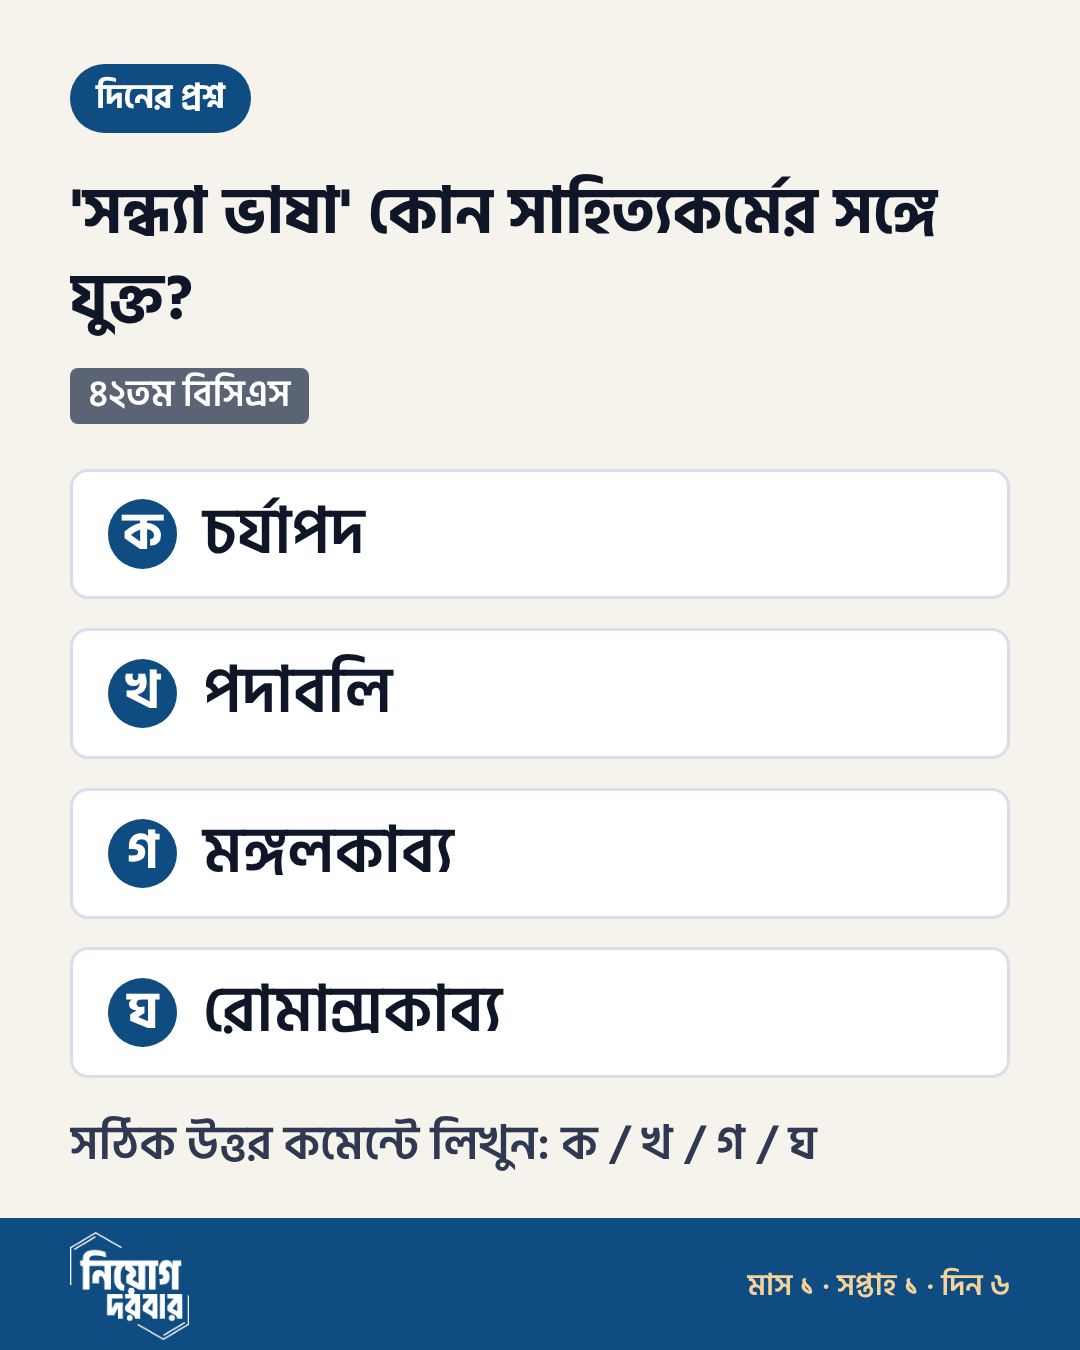 দিনের প্রশ্ন
'সন্ধ্যা ভাষা' কোন সাহিত্যকর্মের সঙ্গে
যুক্ত?
৪২তম বিসিএস
ক চর্যাপদ
খ পদাবলি
গ মঙ্গলকাব্য
ঘ রোমান্সকাব্য
সঠিক উত্তর কমেন্টে লিখুন: ক / খ / গ / ঘ
নিয়োগ
দরবার
মাস ১ · সপ্তাহ ১ · দিন ৬